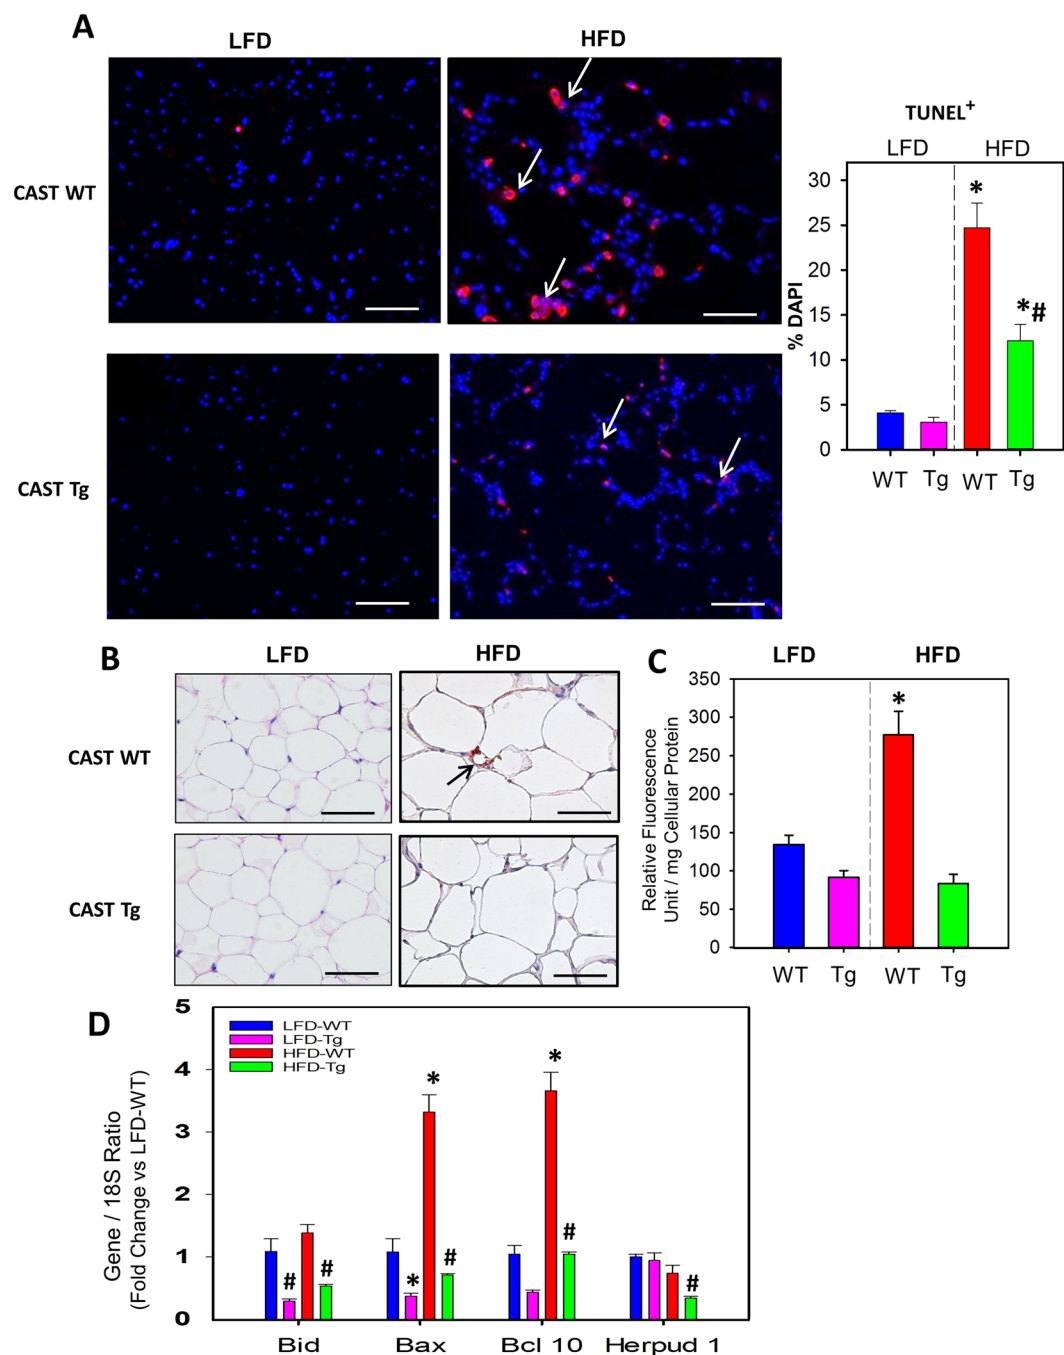 A
LFD
HFD
CAST WT
CAST Tg
TUNEL+
LFD HFD
% DAPI
30
25
20
15
10
5
0
*
*#
WT Tg WT Tg
B
LFD
HFD
CAST WT
CAST Tg
C
LFD
HFD
Relative Fluorescence
Unit / mg Cellular Protein
350
300
250
200
150
100
50
0
*
WT Tg WT Tg
D
Gene / 18S Ratio
(Fold Change vs LFD-WT)
5
4
3
2
1
0
LFD-WT
LFD-Tg
HFD-WT
HFD-Tg
# #
* * #
* #
#
Bid Bax Bcl 10 Herpud 1